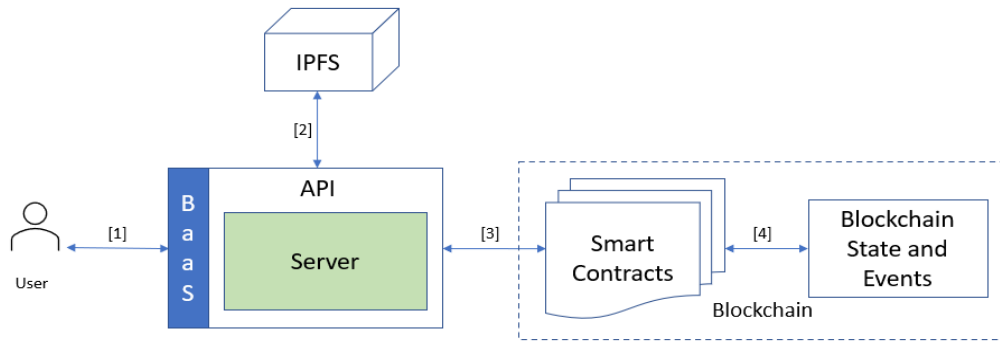 IPFS
[2]
API
B
a
a
S
Server
User
[1]
[3]
Smart
Contracts
[4]
Blockchain
State and
Events
Blockchain